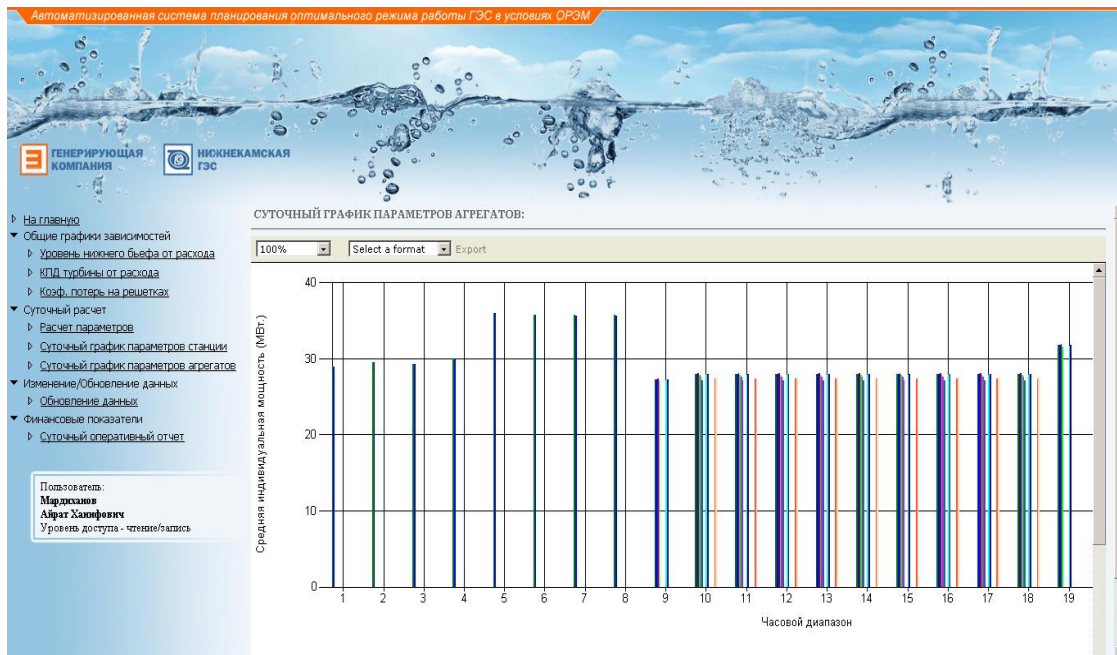 Автоматизированная система планирования оптимального режима работы ГЭС в условиях ОРЭМ
ГЕНЕРИРУЮЩАЯ
КОМПАНИЯ
НИЖНЕКАМСКАЯ
ГЭС
На главную
Общие графики зависимостей
Уровень нижнего бьефа от расхода
КПД турбины от расхода
Коэф. потерь на решетках
Суточный расчет
Расчет параметров
Суточный график параметров станции
Суточный график параметров агрегатов
Изменение/Обновление данных
Обновление данных
Финансовые показатели
Суточный оперативный отчет
Пользователь:
Мардиханов
Айрат Ханифович
Уровень доступа - чтение/запись
СУТОЧНЫЙ ГРАФИК ПАРАМЕТРОВ АГРЕГАТОВ:
100% Select a format Export
Средняя индивидуальная мощность (МВт.)
40
30
20
10
0
1 2 3 4 5 6 7 8 9 10 11 12 13 14 15 16 17 18 19
Часовой диапазон